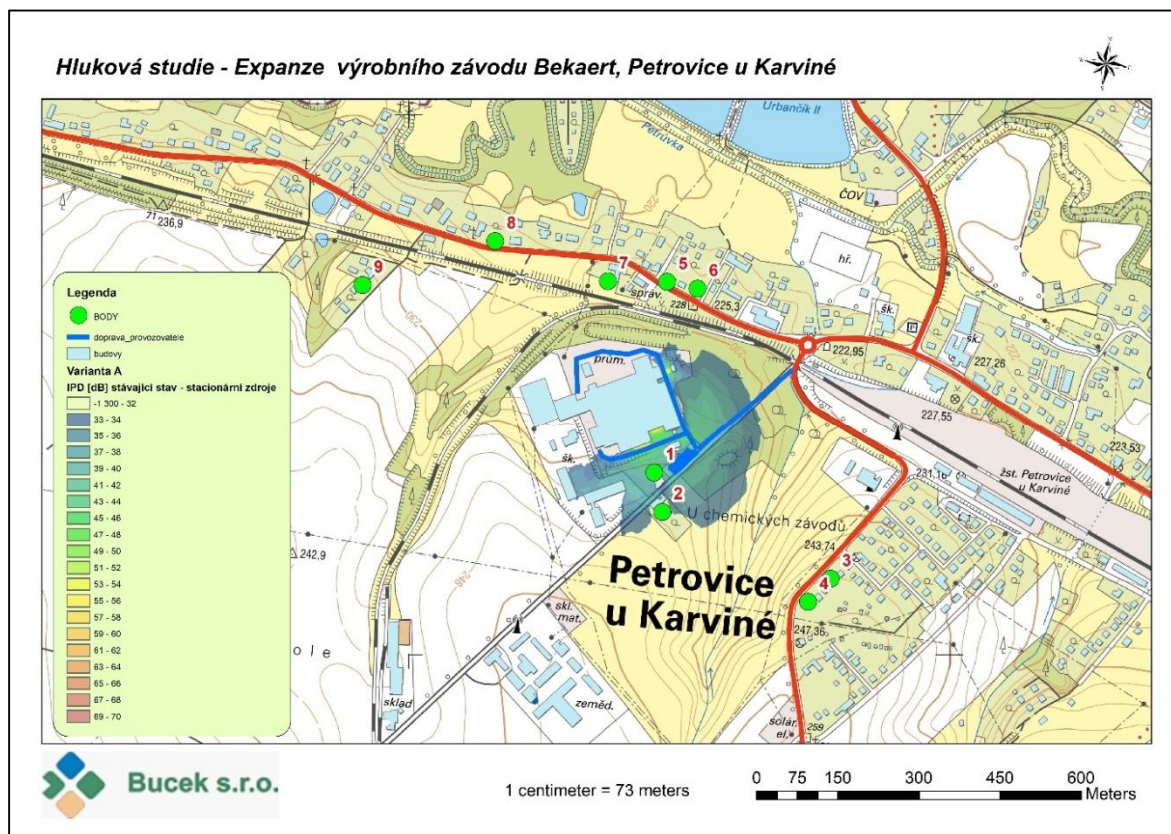 Hluková studie - Expanze výrobního závodu Bekaert, Petrovice u Karviné
Urbančík II
Petrůvka
ČOV
71
236,9
220
8
9
7
5
6
hř.
správ.
228
225,3
šk.
222,95
šk.
227,26
230
227,55
223,53
prům.
šk.
1
2
U chemických závodů
231,16
žst. Petrovice
u Karviné
243,74
3
4
247,36
242,9
248
Petrovice
u Karviné
skl.
mat.
ole
sklad
zeměd.
solár.
el.
259
Legenda
BODY
doprava_provozovatele
budovy
Varianta A
IPD [dB] stávající stav - stacionární zdroje
-1 300 - 32
33 - 34
35 - 36
37 - 38
39 - 40
41 - 42
43 - 44
45 - 46
47 - 48
49 - 50
51 - 52
53 - 54
55 - 56
57 - 58
59 - 60
61 - 62
63 - 64
65 - 66
67 - 68
69 - 70
Bucek s.r.o.
1 centimeter = 73 meters
0 75 150 300 450 600
Meters